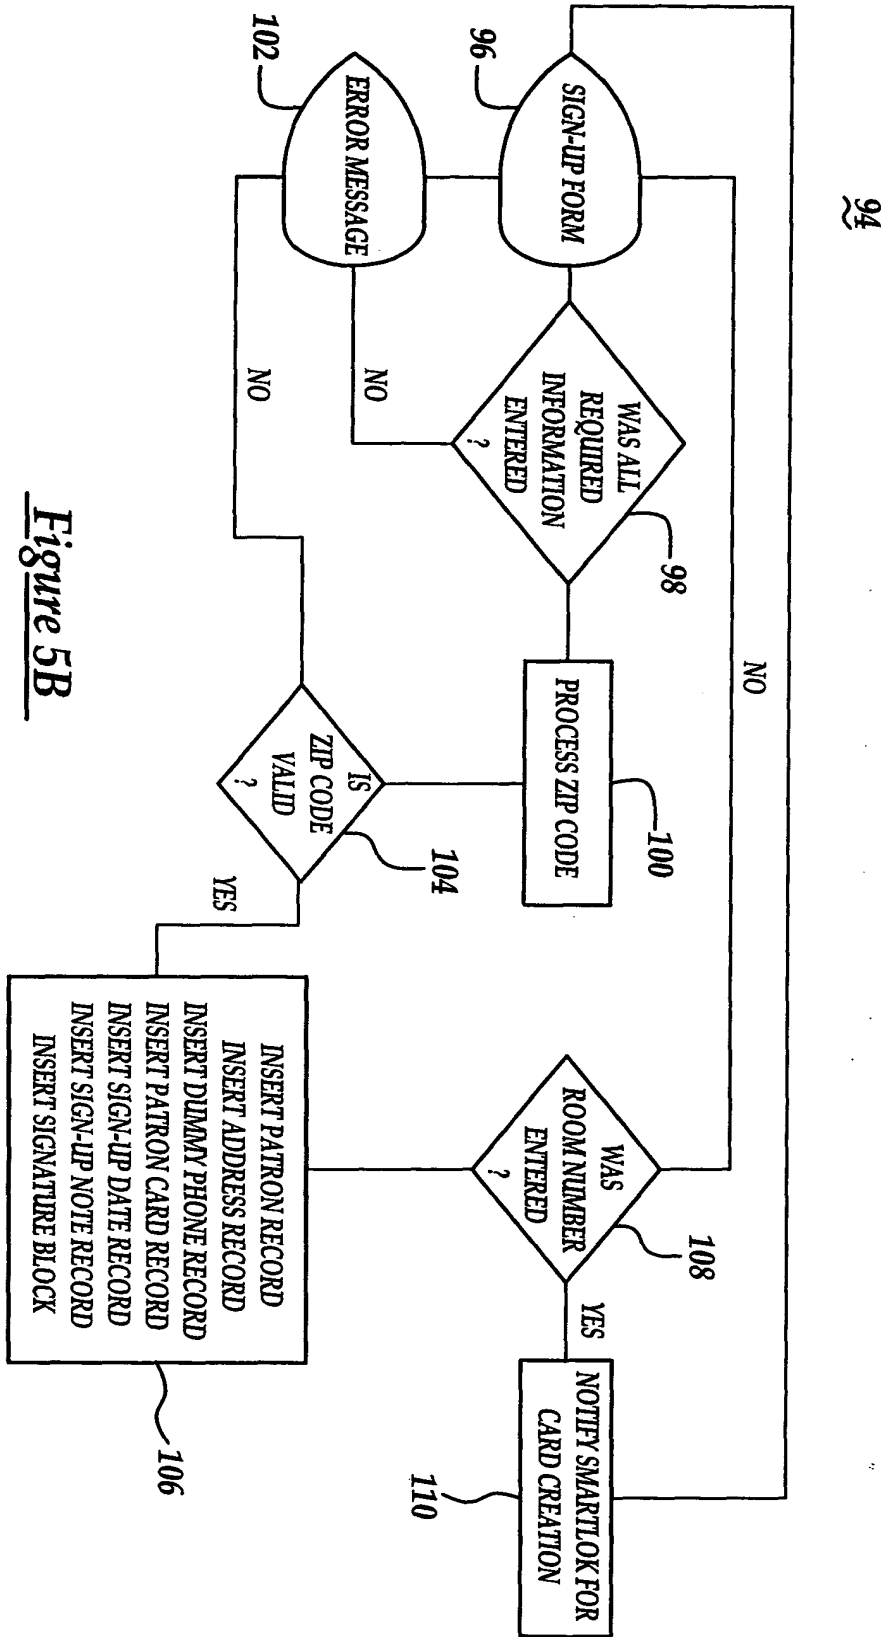 94
96
SIGN-UP FORM
WAS ALL
REQUIRED
INFORMATION
ENTERED
?
98
PROCESS ZIP CODE
100
NO
102
ERROR MESSAGE
NO
NO
IS
ZIP CODE
VALID
?
104
YES
INSERT PATRON RECORD
INSERT ADDRESS RECORD
INSERT DUMMY PHONE RECORD
INSERT PATRON CARD RECORD
INSERT SIGN-UP DATE RECORD
INSERT SIGN-UP NOTE RECORD
INSERT SIGNATURE BLOCK
106
WAS
ROOM NUMBER
ENTERED
?
108
YES
NOTIFY SMARTLOK FOR
CARD CREATION
110
Figure 5B